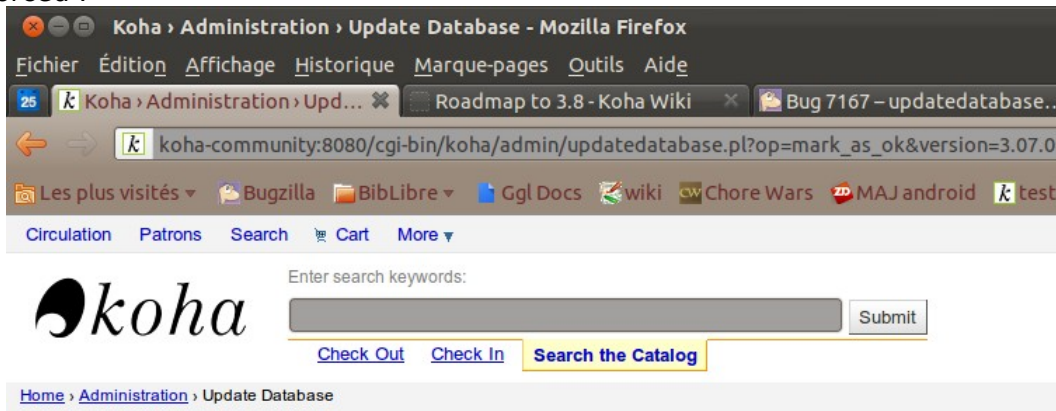 Koha › Administration › Update Database - Mozilla Firefox
Fichier Édition Affichage Historique Marque-pages Outils Aide
25 k Koha › Administration › Upd... Roadmap to 3.8 - Koha Wiki Bug 7167 – updatedatabase...
k koha-community:8080/cgi-bin/koha/admin/updatedatabase.pl?op=mark_as_ok&version=3.07.0
Les plus visités Bugzilla BibLibre Ggl Docs wiki cw Chore Wars MAJ android k test
Circulation Patrons Search Cart More
koha
Enter search keywords:
Submit
Check Out Check In Search the Catalog
Home › Administration › Update Database